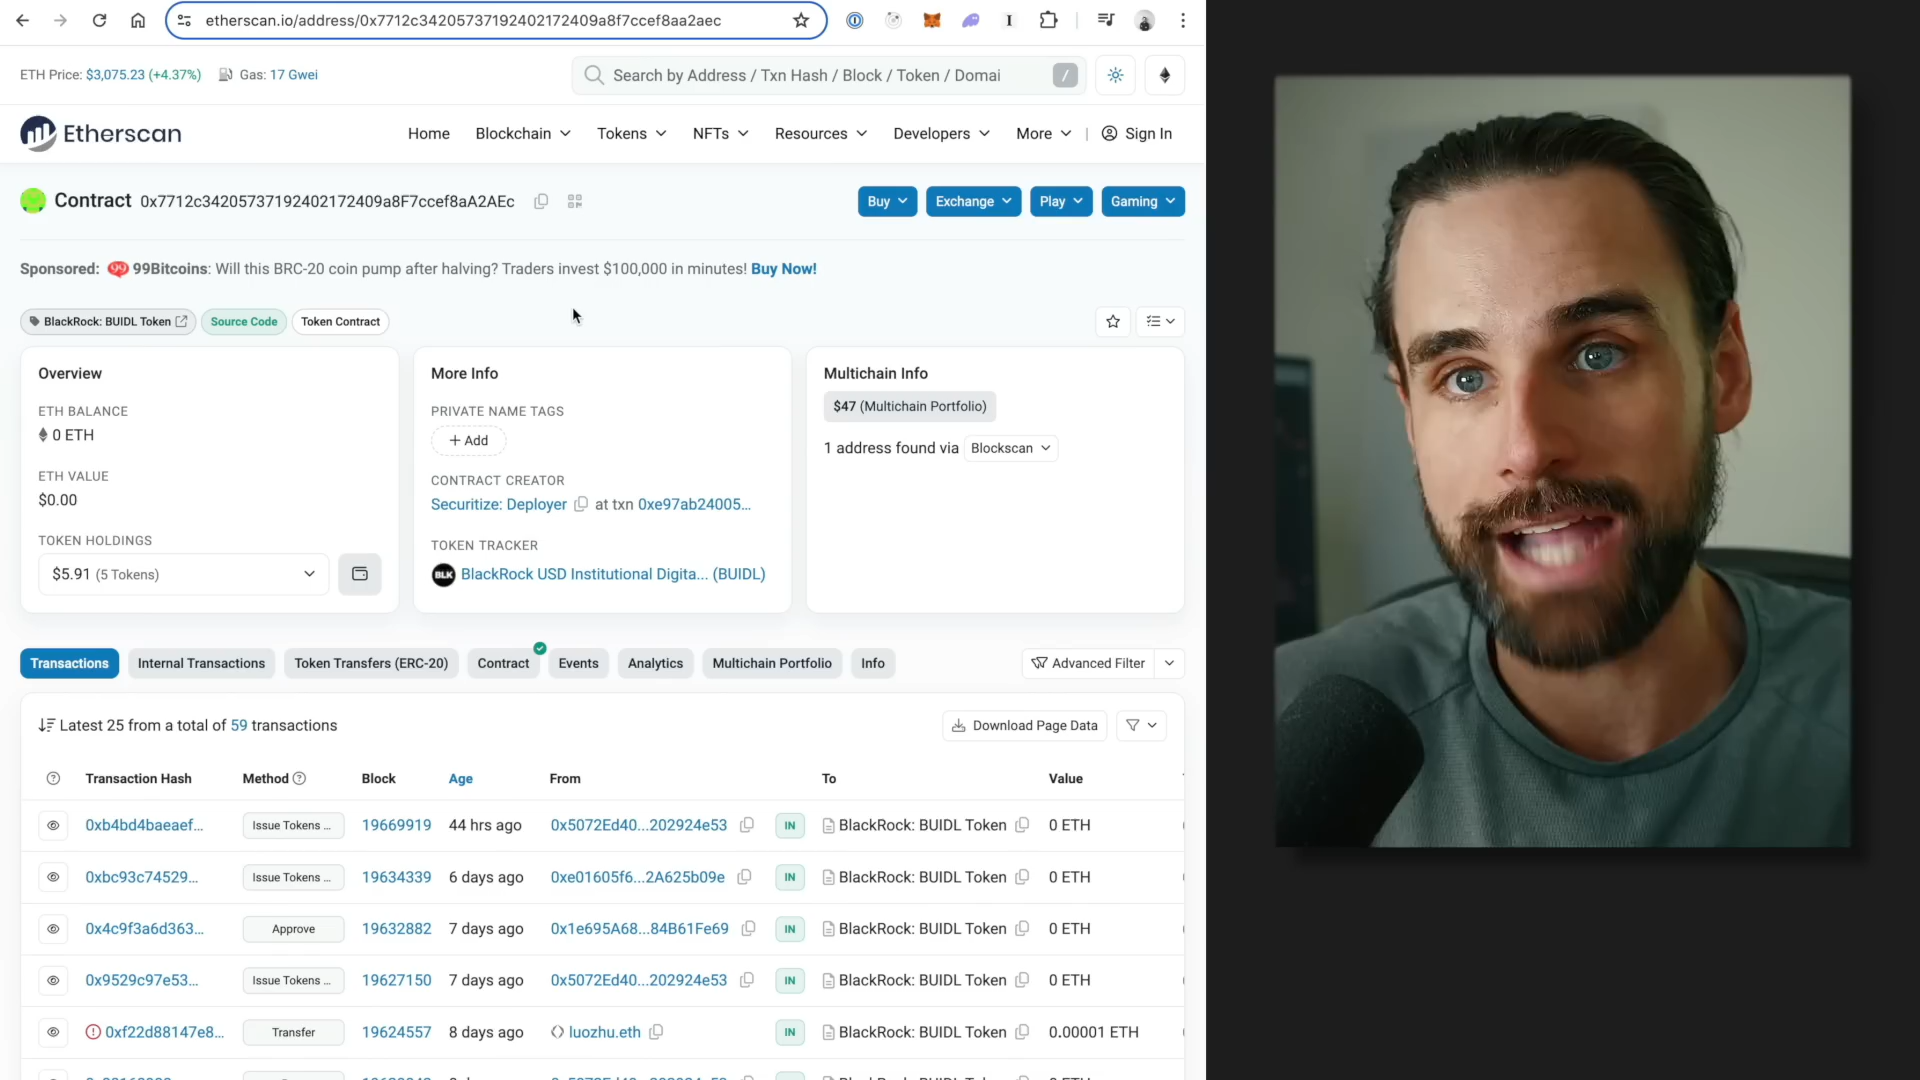 etherscan.io/address/0x7712c34205737192402172409a8f7ccef8aa2aec
ETH Price: $3,075.23 (+4.37%) Gas: 17 Gwei
Search by Address / Txn Hash / Block / Token / Domai /
Etherscan
Home Blockchain Tokens NFTs Resources Developers More | Sign In
Contract 0x7712c34205737192402172409a8F7ccef8aA2AEc
Buy Exchange Play Gaming
Sponsored: 99 99Bitcoins: Will this BRC-20 coin pump after halving? Traders invest $100,000 in minutes! Buy Now!
BlackRock: BUIDL Token Source Code Token Contract
Overview
ETH BALANCE
0 ETH
ETH VALUE
$0.00
TOKEN HOLDINGS
$5.91 (5 Tokens)
More Info
PRIVATE NAME TAGS
+ Add
CONTRACT CREATOR
Securitize: Deployer at txn 0xe97ab24005...
TOKEN TRACKER
BLK BlackRock USD Institutional Digita... (BUIDL)
Multichain Info
$47 (Multichain Portfolio)
1 address found via Blockscan
Transactions Internal Transactions Token Transfers (ERC-20) Contract Events Analytics Multichain Portfolio Info Advanced Filter
Latest 25 from a total of 59 transactions
Download Page Data
Transaction Hash Method Block Age From To Value
0xb4bd4baeaef... Issue Tokens ... 19669919 44 hrs ago 0x5072Ed40...202924e53 IN BlackRock: BUIDL Token 0 ETH
0xbc93c74529... Issue Tokens ... 19634339 6 days ago 0xe01605f6...2A625b09e IN BlackRock: BUIDL Token 0 ETH
0x4c9f3a6d363... Approve 19632882 7 days ago 0x1e695A68...84B61Fe69 IN BlackRock: BUIDL Token 0 ETH
0x9529c97e53... Issue Tokens ... 19627150 7 days ago 0x5072Ed40...202924e53 IN BlackRock: BUIDL Token 0 ETH
0xf22d88147e8... Transfer 19624557 8 days ago luozhu.eth IN BlackRock: BUIDL Token 0.00001 ETH